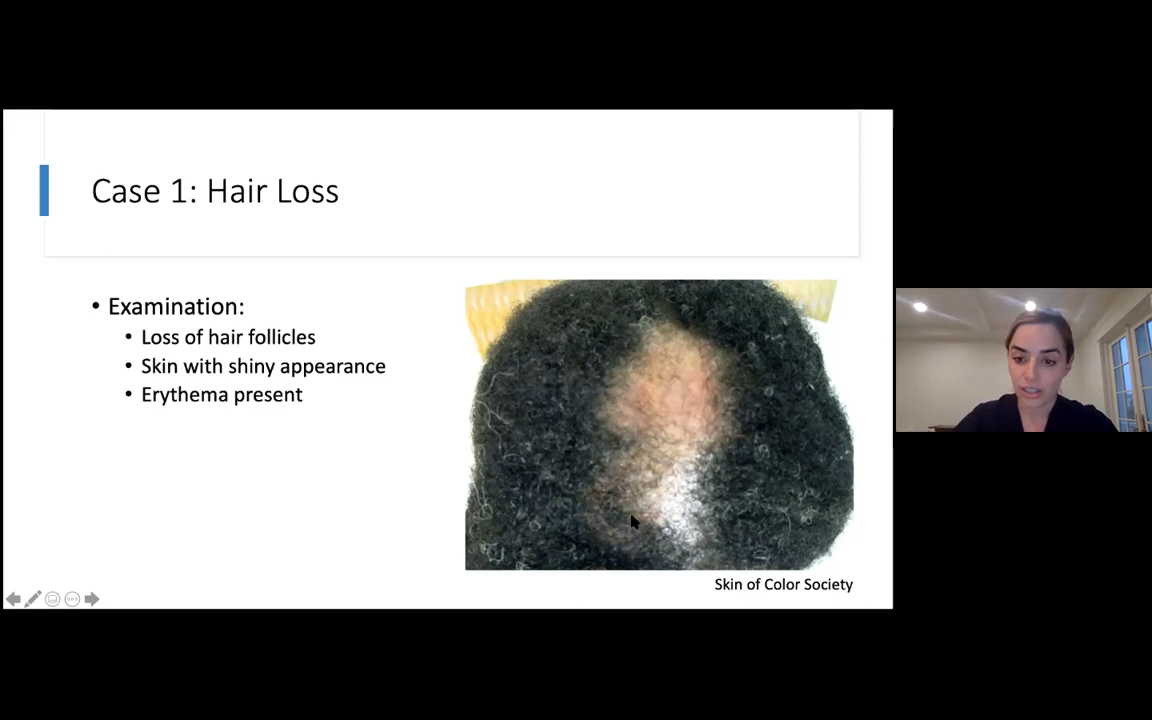 Case 1: Hair Loss
• Examination:
• Loss of hair follicles
• Skin with shiny appearance
• Erythema present
Skin of Color Society